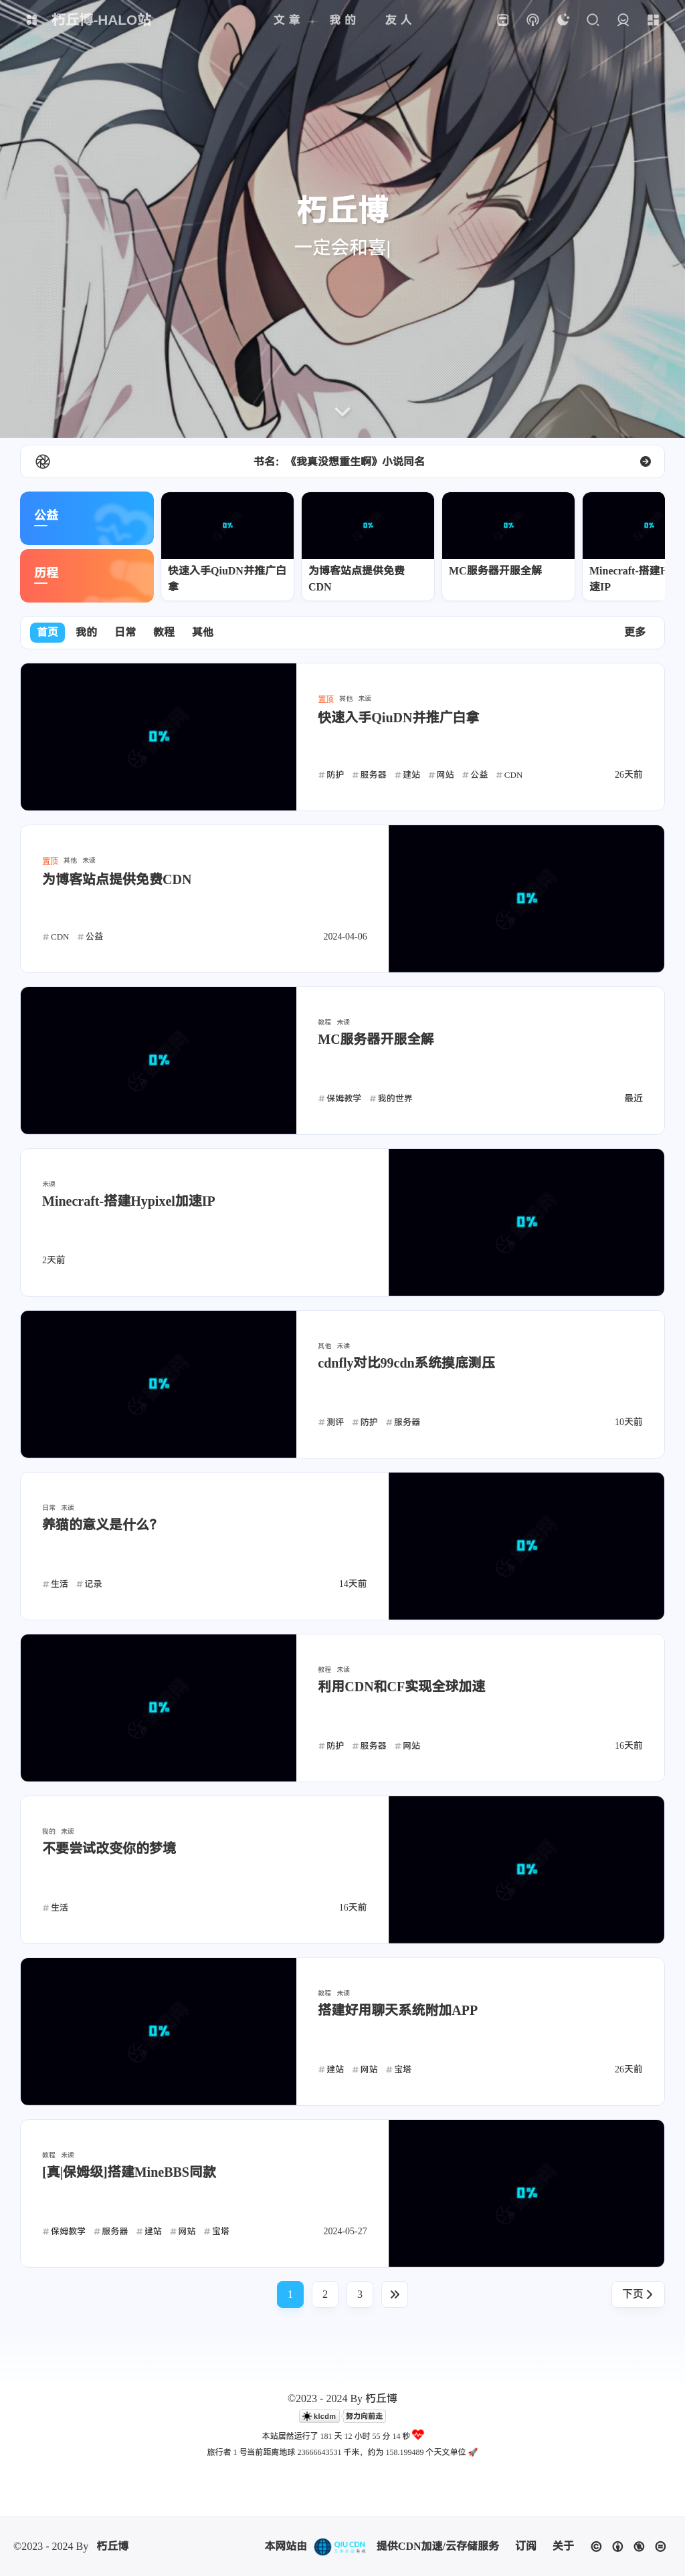 朽丘博-HALO站
文章
我的
友人
朽丘博
一定会和喜|
书名：《我真没想重生啊》小说同名
公益
历程
0%
快速入手QiuDN并推广白拿
0%
为博客站点提供免费CDN
0%
MC服务器开服全解
0%
Minecraft-搭建H
速IP
首页 我的 日常 教程 其他 更多
0%
置顶 其他 未读
快速入手QiuDN并推广白拿
#防护 #服务器 #建站 #网站 #公益 #CDN 26天前
置顶 其他 未读
为博客站点提供免费CDN
#CDN #公益 2024-04-06
0%
0%
教程 未读
MC服务器开服全解
#保姆教学 #我的世界 最近
未读
Minecraft-搭建Hypixel加速IP
2天前
0%
0%
其他 未读
cdnfly对比99cdn系统摸底测压
#测评 #防护 #服务器 10天前
日常 未读
养猫的意义是什么?
#生活 #记录 14天前
0%
0%
教程 未读
利用CDN和CF实现全球加速
#防护 #服务器 #网站 16天前
我的 未读
不要尝试改变你的梦境
#生活 16天前
0%
0%
教程 未读
搭建好用聊天系统附加APP
#建站 #网站 #宝塔 26天前
教程 未读
[真|保姆级]搭建MineBBS同款
#保姆教学 #服务器 #建站 #网站 #宝塔 2024-05-27
0%
1 2 3 下页
©2023 - 2024 By 朽丘博
klcdm 努力向前走
本站居然运行了 181 天 12 小时 55 分 14 秒
旅行者 1 号当前距离地球 23666643531 千米，约为 158.199489 个天文单位 🚀
©2023 - 2024 By 朽丘博
本网站由 QIU CDN 提供CDN加速/云存储服务 订阅 关于